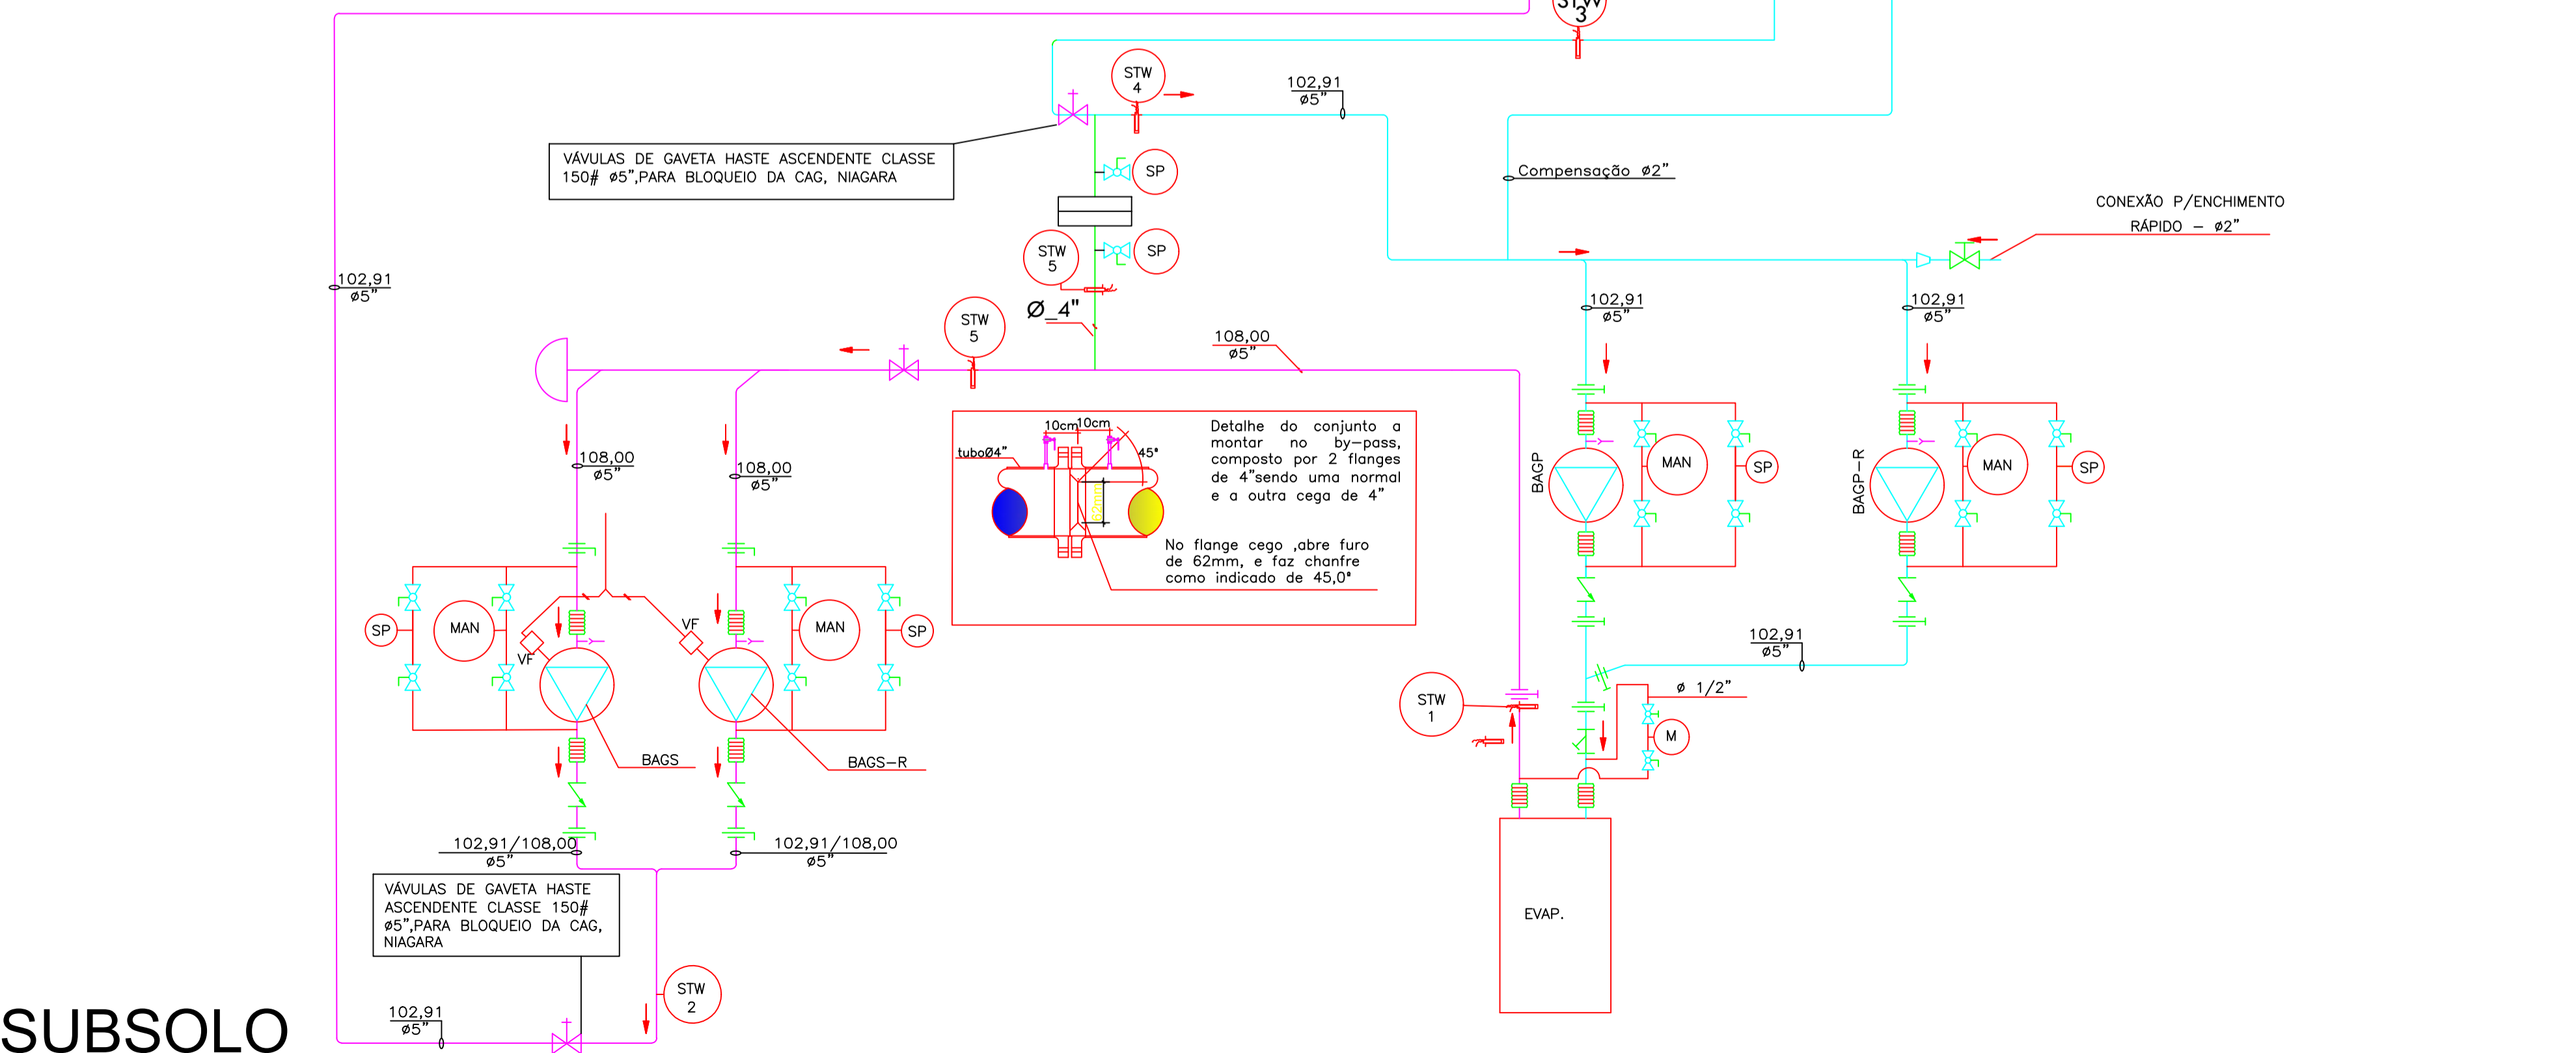 STW
3
STW
4
102,91
ø5”
VÁVULAS DE GAVETA HASTE ASCENDENTE CLASSE
150# ø5”,PARA BLOQUEIO DA CAG, NIAGARA
SP
Compensação ø2”
CONEXÃO P/ENCHIMENTO
RÁPIDO – ø2”
STW
5
SP
102,91
ø5”
Ø_4"
STW
5
108,00
ø5”
102,91
ø5”
102,91
ø5”
10cm
10cm
tuboØ4”
45°
62mm
Detalhe do conjunto a
montar no by–pass,
composto por 2 flanges
de 4”sendo uma normal
e a outra cega de 4”
No flange cego ,abre furo
de 62mm, e faz chanfre
como indicado de 45,0°
108,00
ø5”
108,00
ø5”
BAGP
MAN
SP
BAGP–R
MAN
SP
SP
MAN
VF
VF
MAN
SP
102,91
ø5”
STW
1
ø 1/2”
M
BAGS
BAGS–R
102,91/108,00
ø5”
102,91/108,00
ø5”
VÁVULAS DE GAVETA HASTE
ASCENDENTE CLASSE 150#
ø5”,PARA BLOQUEIO DA CAG,
NIAGARA
EVAP.
STW
2
102,91
ø5”
SUBSOLO